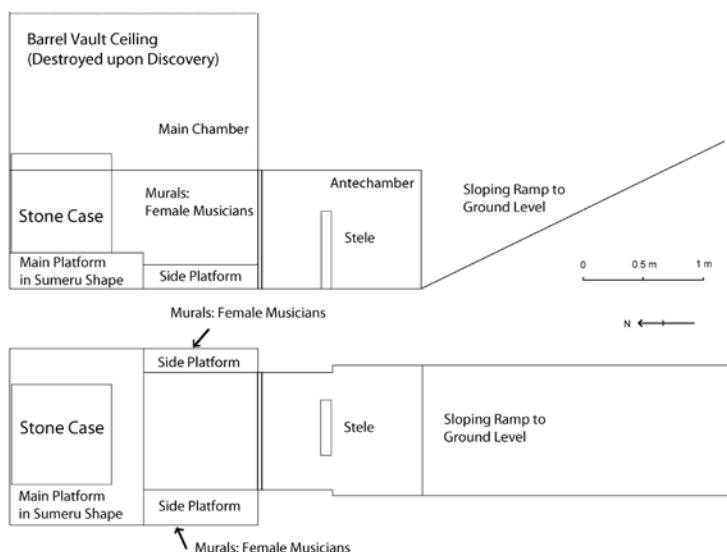 Barrel Vault Ceiling
(Destroyed upon Discovery)
Main Chamber
Antechamber
Murals:
Female Musicians
Sloping Ramp to
Ground Level
Stone Case
Stele
Main Platform
in Sumeru Shape
Side Platform
0 0.5 m 1 m
Murals: Female Musicians
N
Side Platform
Stone Case
Stele
Sloping Ramp to
Ground Level
Main Platform
in Sumeru Shape
Side Platform
Murals: Female Musicians